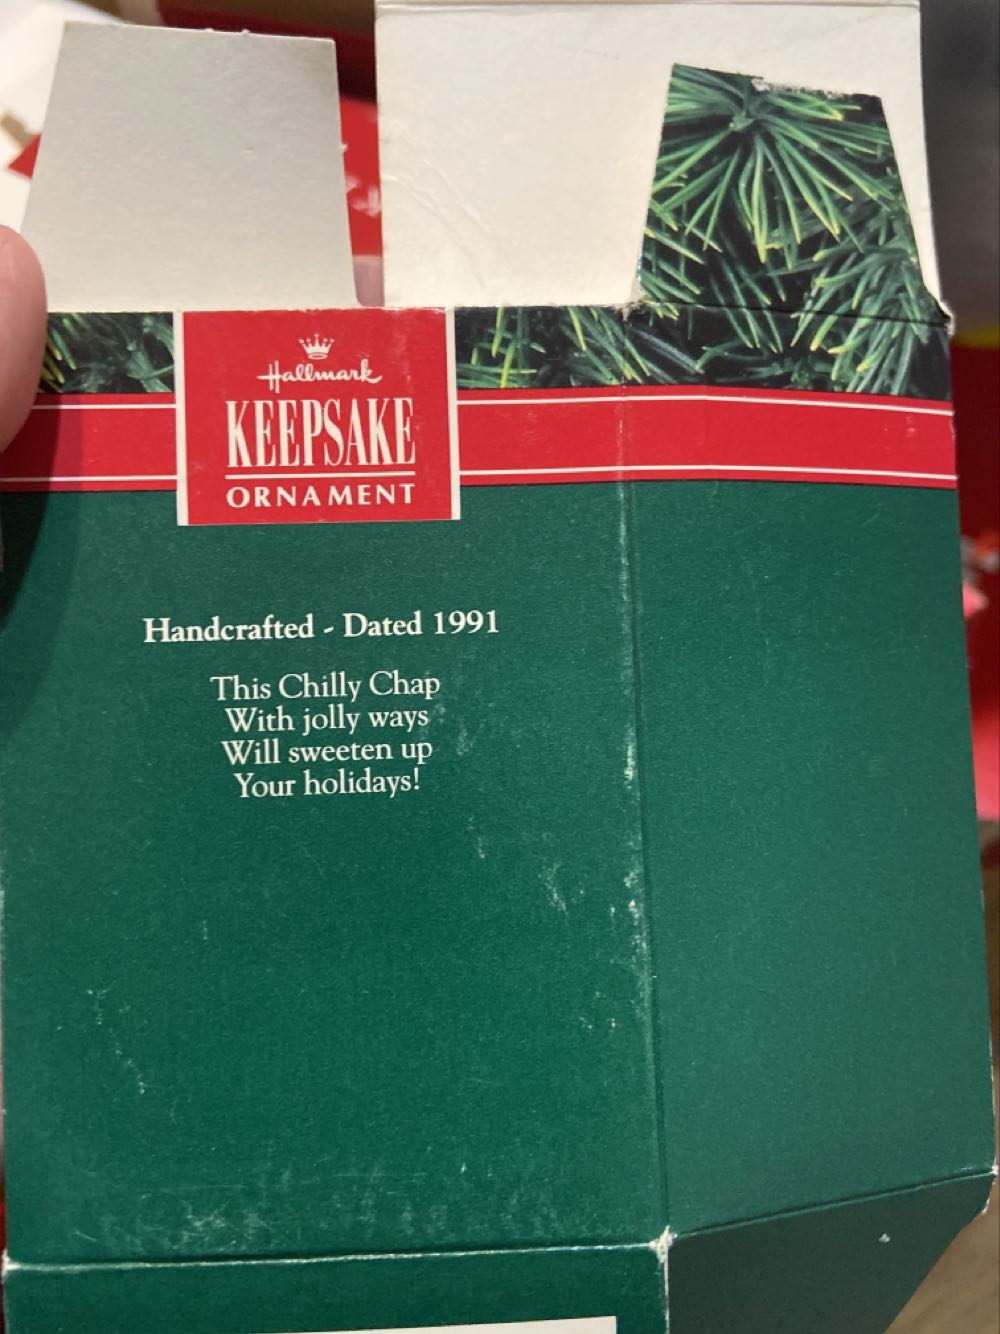 Hallmark
KEEPSAKE
ORNAMENT
Handcrafted - Dated 1991
This Chilly Chap
With jolly ways
Will sweeten up
Your holidays!